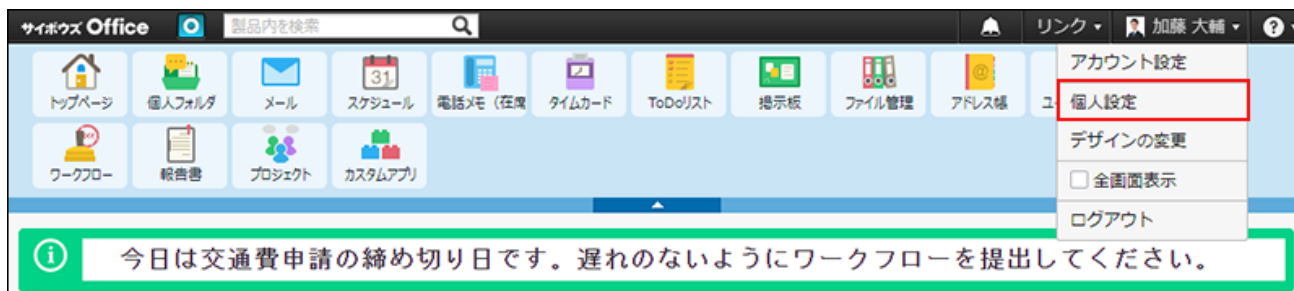 サイボウズ Office 製品内を検索 リンク 加藤 大輔
アカウント設定
個人設定
デザインの変更
全画面表示
ログアウト
トップページ 個人フォルダ メール スケジュール 電話メモ（在席 タイムカード ToDoリスト 掲示板 ファイル管理 アドレス帳 ユ
ワークフロー 報告書 プロジェクト カスタムアプリ
今日は交通費申請の締め切り日です。遅れのないようにワークフローを提出してください。